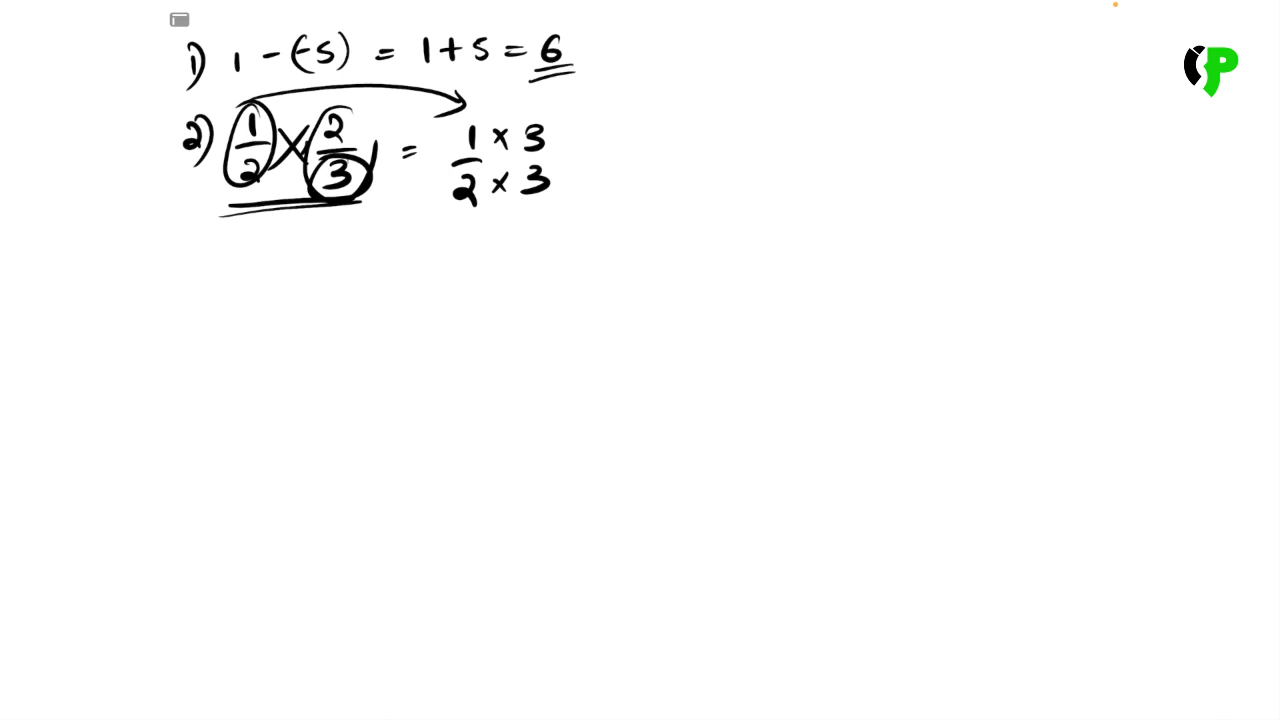 1) 1 - (-5) = 1 + 5 = 6
2) 1/2 × 2/3 = 1 × 3 / 2 × 3
P